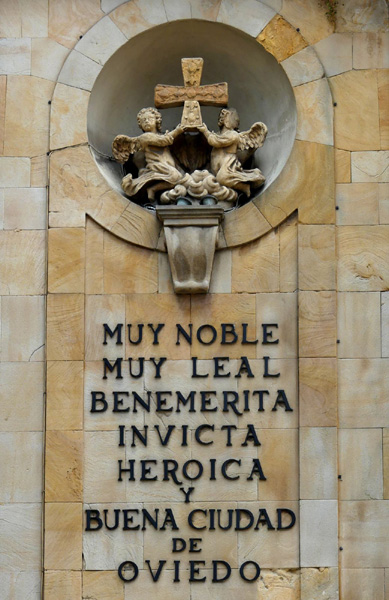 MUY NOBLE
MUY LEAL
BENEMERITA
INVICTA
HEROICA
Y
BUENA CIUDAD
DE
OVIEDO